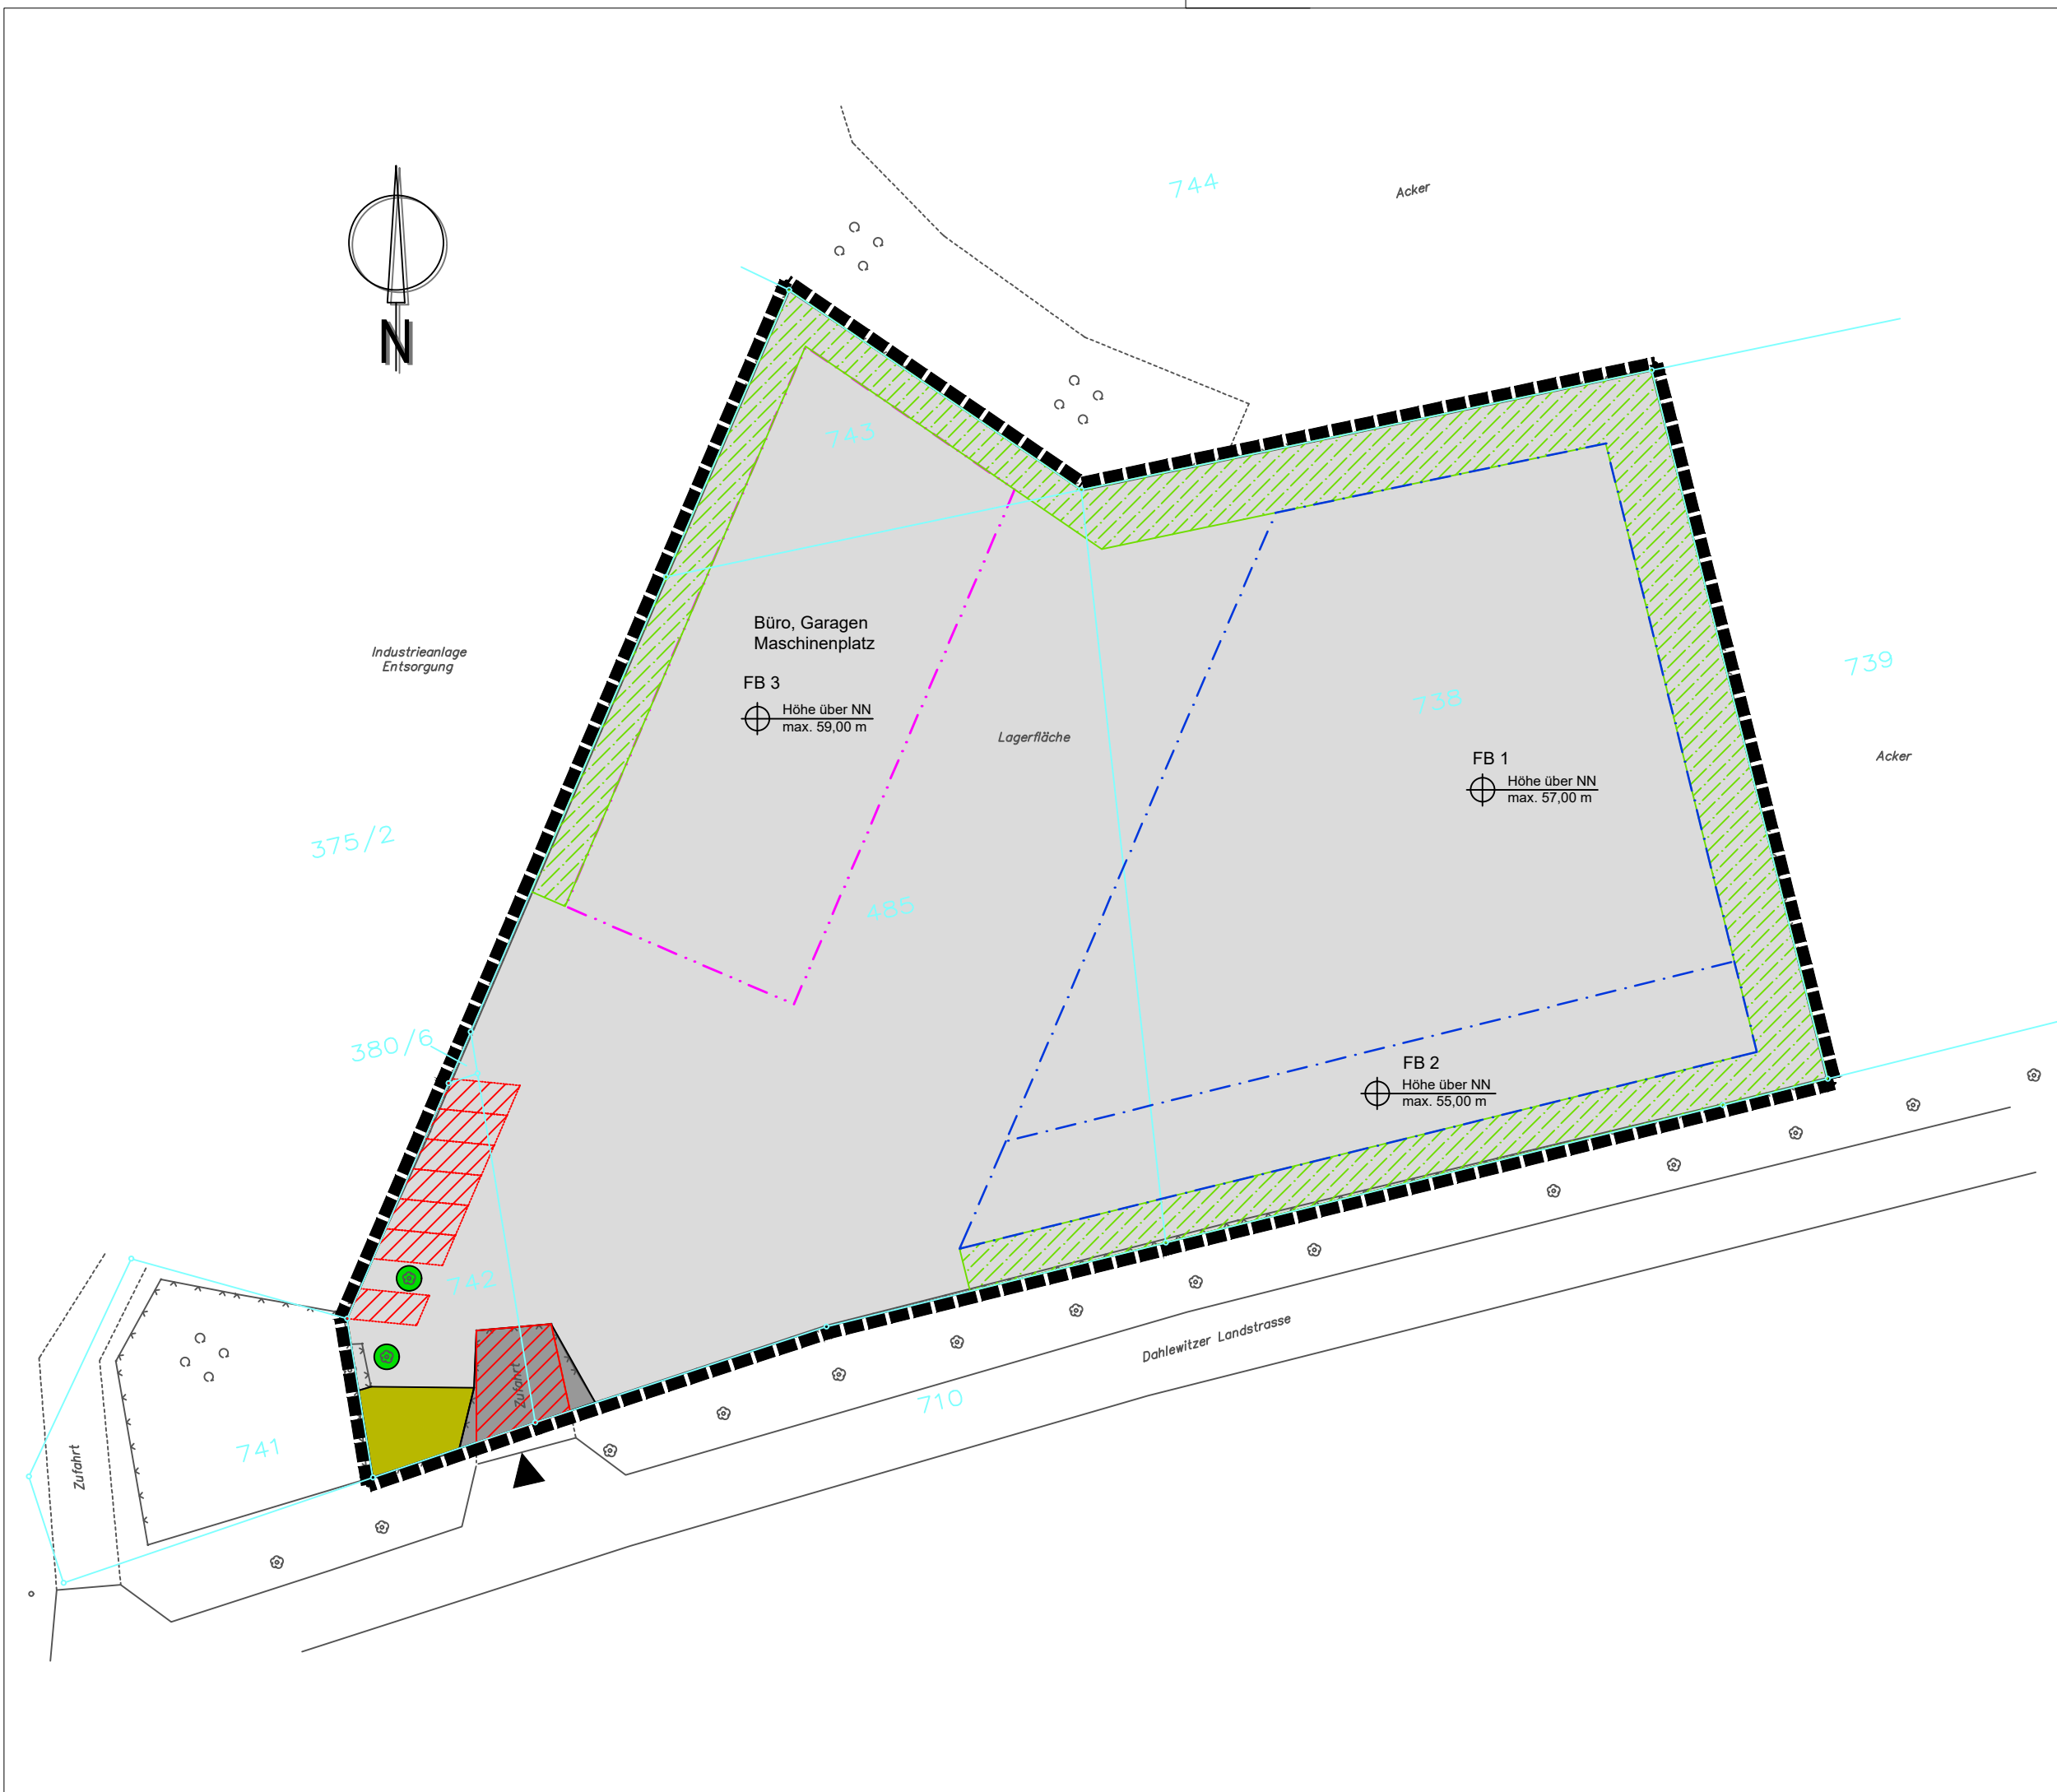 744
Acker
N
743
Büro, Garagen
Maschinenplatz
Industrieanlage
Entsorgung
739
FB 3
Höhe über NN
max. 59,00 m
738
Lagerfläche
FB 1
Höhe über NN
max. 57,00 m
Acker
375/2
485
380/6
FB 2
Höhe über NN
max. 55,00 m
742
Dahlewitzer Landstrasse
Zufahrt
710
741
Zufahrt